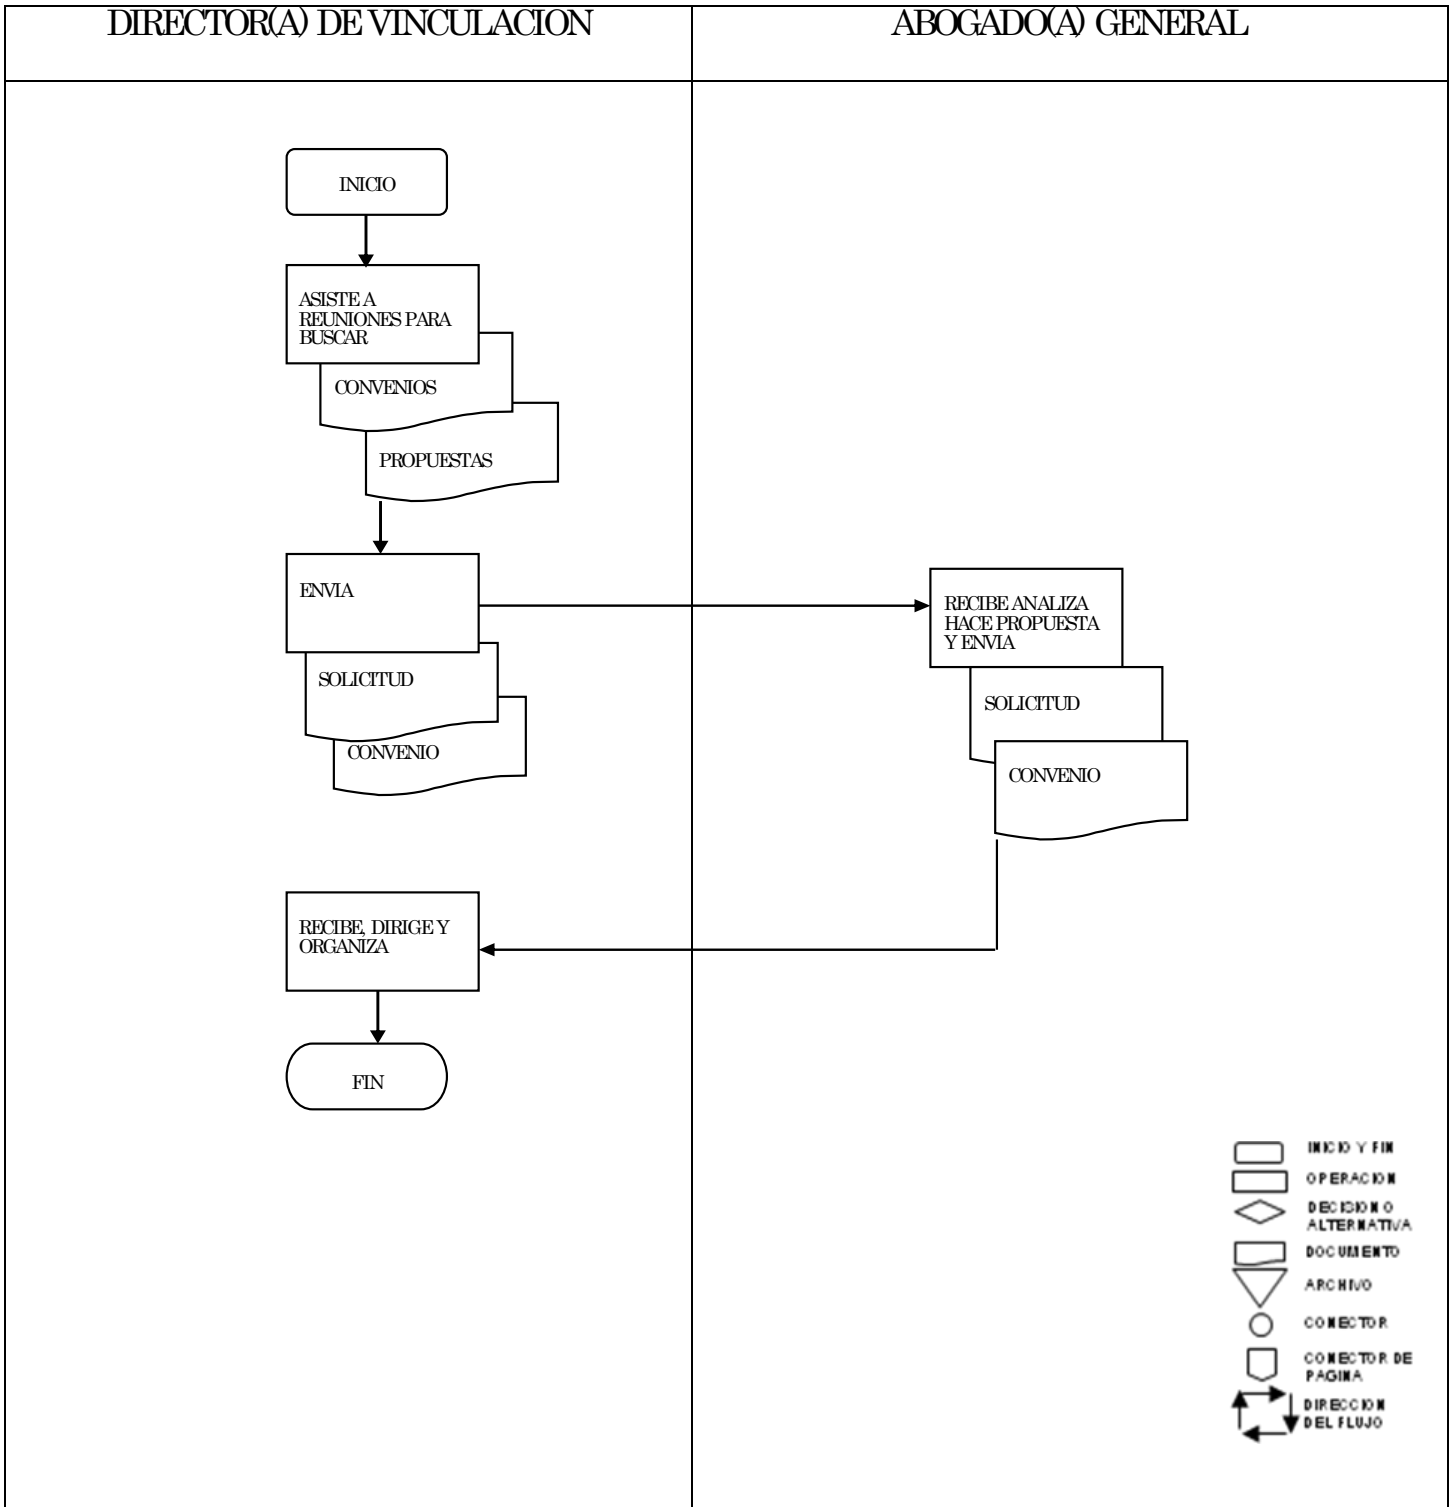 DIRECTOR(A) DE VINCULACION
ABOGADO(A) GENERAL
INICIO
ASISTE A
REUNIONES PARA
BUSCAR
CONVENIOS
PROPUESTAS
ENVIA
SOLICITUD
CONVENIO
RECIBE ANALIZA
HACE PROPUESTA
Y ENVIA
SOLICITUD
CONVENIO
RECIBE, DIRIGE Y
ORGANIZA
FIN
INICIO Y FIN
OPERACION
DECISION O
ALTERNATIVA
DOCUMENTO
ARCHIVO
CONECTOR
CONECTOR DE
PAGINA
DIRECCION
DEL FLUJO